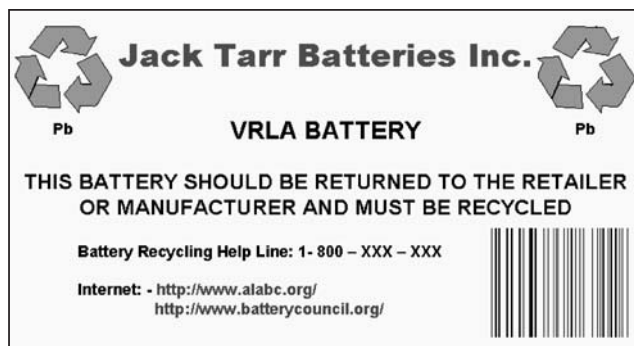 Jack Tarr Batteries Inc.
Pb
Pb
VRLA BATTERY
THIS BATTERY SHOULD BE RETURNED TO THE RETAILER
OR MANUFACTURER AND MUST BE RECYCLED
Battery Recycling Help Line: 1- 800 – XXX – XXX
Internet: - http://www.alabc.org/
http://www.batterycouncil.org/